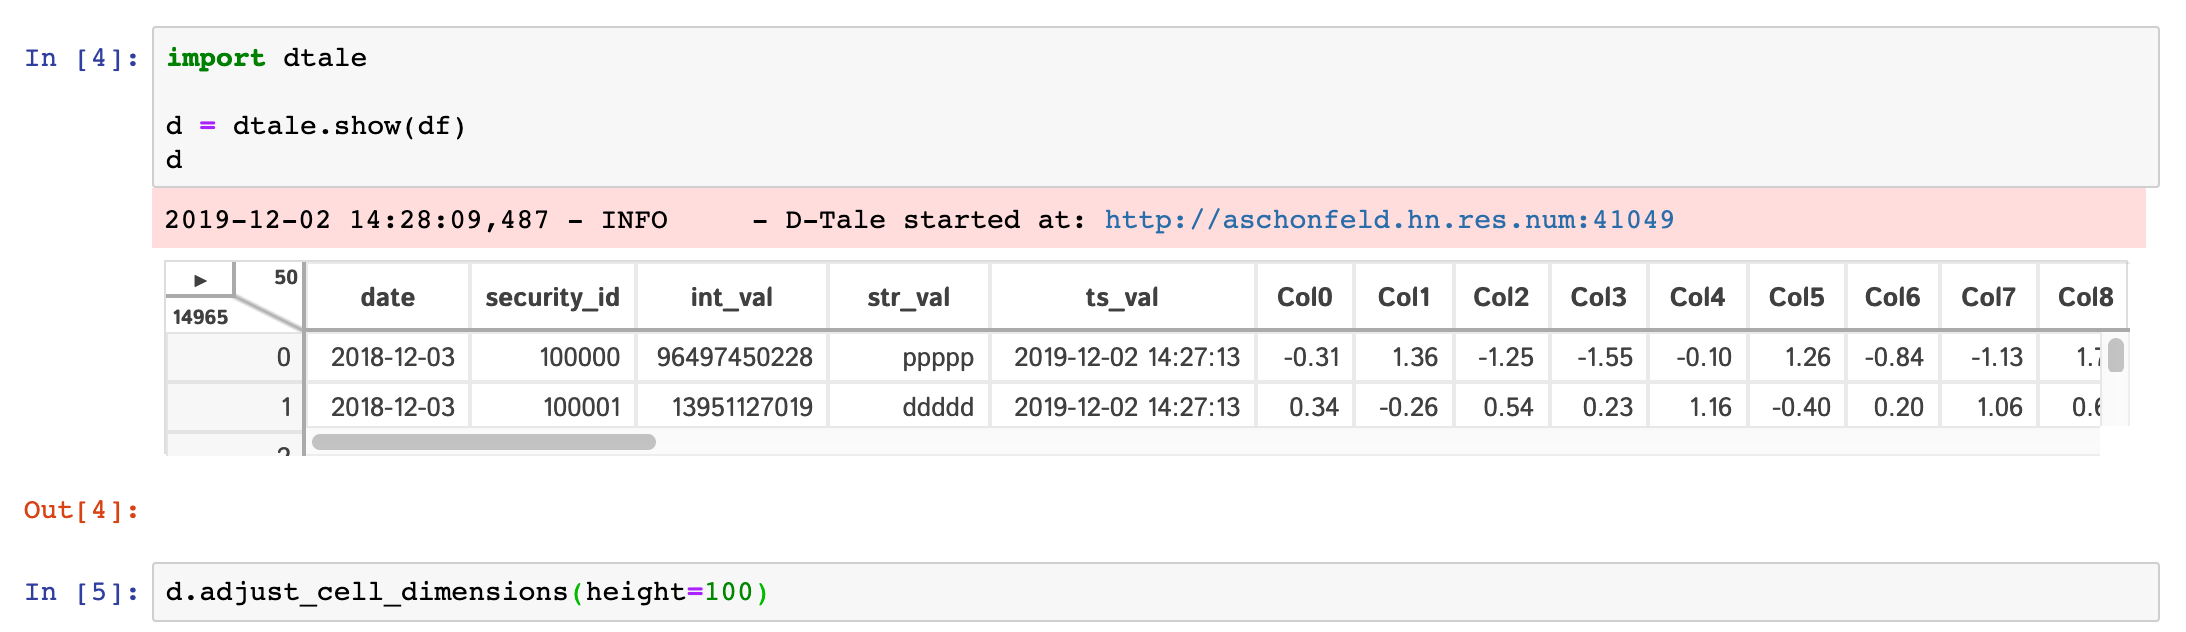 In [4]: import dtale
d = dtale.show(df)
d
2019-12-02 14:28:09,487 - INFO     - D-Tale started at: http://aschonfeld.hn.res.num:41049
▶ 50 date security_id int_val str_val ts_val Col0 Col1 Col2 Col3 Col4 Col5 Col6 Col7 Col8
14965
0 2018-12-03 100000 96497450228 ppppp 2019-12-02 14:27:13 -0.31 1.36 -1.25 -1.55 -0.10 1.26 -0.84 -1.13
1 2018-12-03 100001 13951127019 ddddd 2019-12-02 14:27:13 0.34 -0.26 0.54 0.23 1.16 -0.40 0.20 1.06
Out[4]:
In [5]: d.adjust_cell_dimensions(height=100)